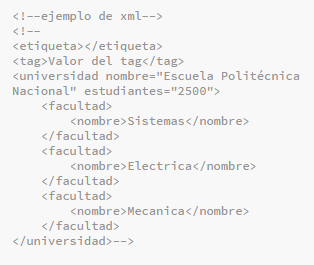 <!--ejemplo de xml-->
<!--
<etiqueta></etiqueta>
<tag>Valor del tag</tag>
<universidad nombre="Escuela Politécnica
Nacional" estudiantes="2500">
    <facultad>
        <nombre>Sistemas</nombre>
    </facultad>
    <facultad>
        <nombre>Electrica</nombre>
    </facultad>
    <facultad>
        <nombre>Mecanica</nombre>
    </facultad>
</universidad>-->